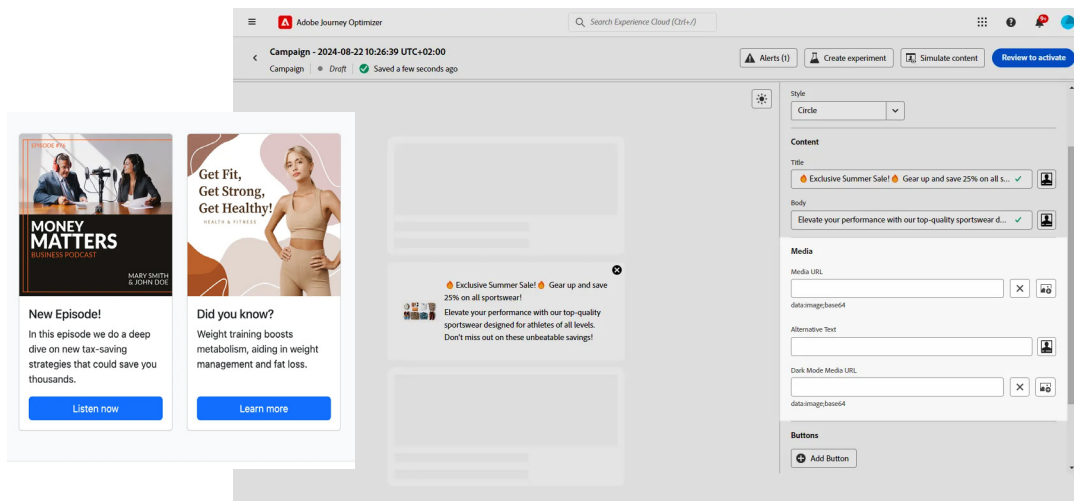 Adobe Journey Optimizer
Search Experience Cloud (Ctrl+/)
9+
Campaign - 2024-08-22 10:26:39 UTC+02:00
Campaign Draft Saved a few seconds ago
Alerts (1)
Create experiment
Simulate content
Review to activate
EPISODE #76
MONEY
MATTERS
BUSINESS PODCAST
MARY SMITH
& JOHN DOE
New Episode!
In this episode we do a deep
dive on new tax-saving
strategies that could save you
thousands.
Listen now
Get Fit,
Get Strong,
Get Healthy!
HEALTH & FITNESS
Did you know?
Weight training boosts
metabolism, aiding in weight
management and fat loss.
Learn more
🔥 Exclusive Summer Sale! 🔥 Gear up and save
25% on all sportswear!
Elevate your performance with our top-quality
sportswear designed for athletes of all levels.
Don't miss out on these unbeatable savings!
Style
Circle
Content
Title
🔥 Exclusive Summer Sale! 🔥 Gear up and save 25% on all s...
Body
Elevate your performance with our top-quality sportswear d...
Media
Media URL
data:image;base64
Alternative Text
Dark Mode Media URL
data:image;base64
Buttons
Add Button